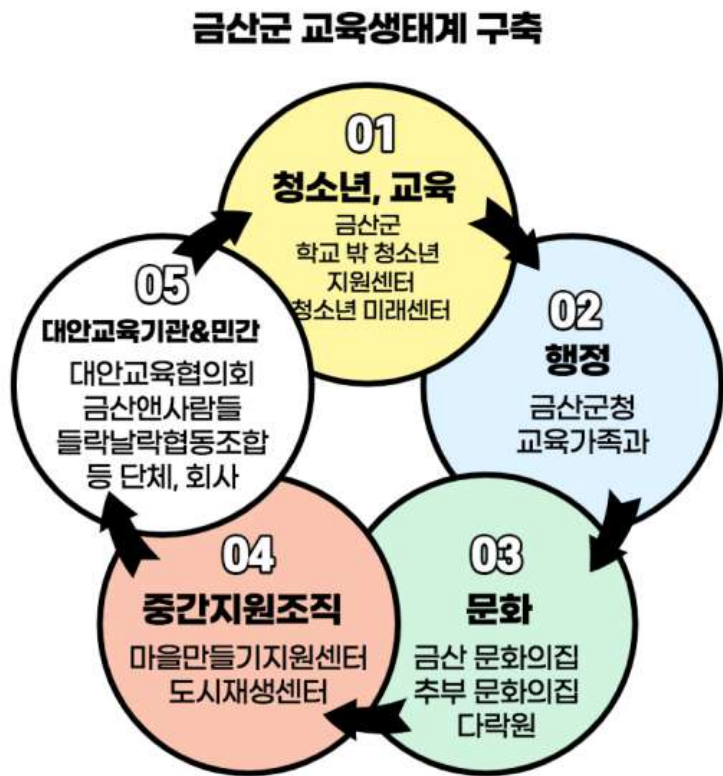 금산군 교육생태계 구축
01
청소년, 교육
금산군
학교 밖 청소년
지원센터
청소년 미래센터
02
행정
금산군청
교육가족과
03
문화
금산 문화의집
추부 문화의집
다락원
04
중간지원조직
마을만들기지원센터
도시재생센터
05
대안교육기관&민간
대안교육협의회
금산앤사람들
들락날락협동조합
등 단체, 회사